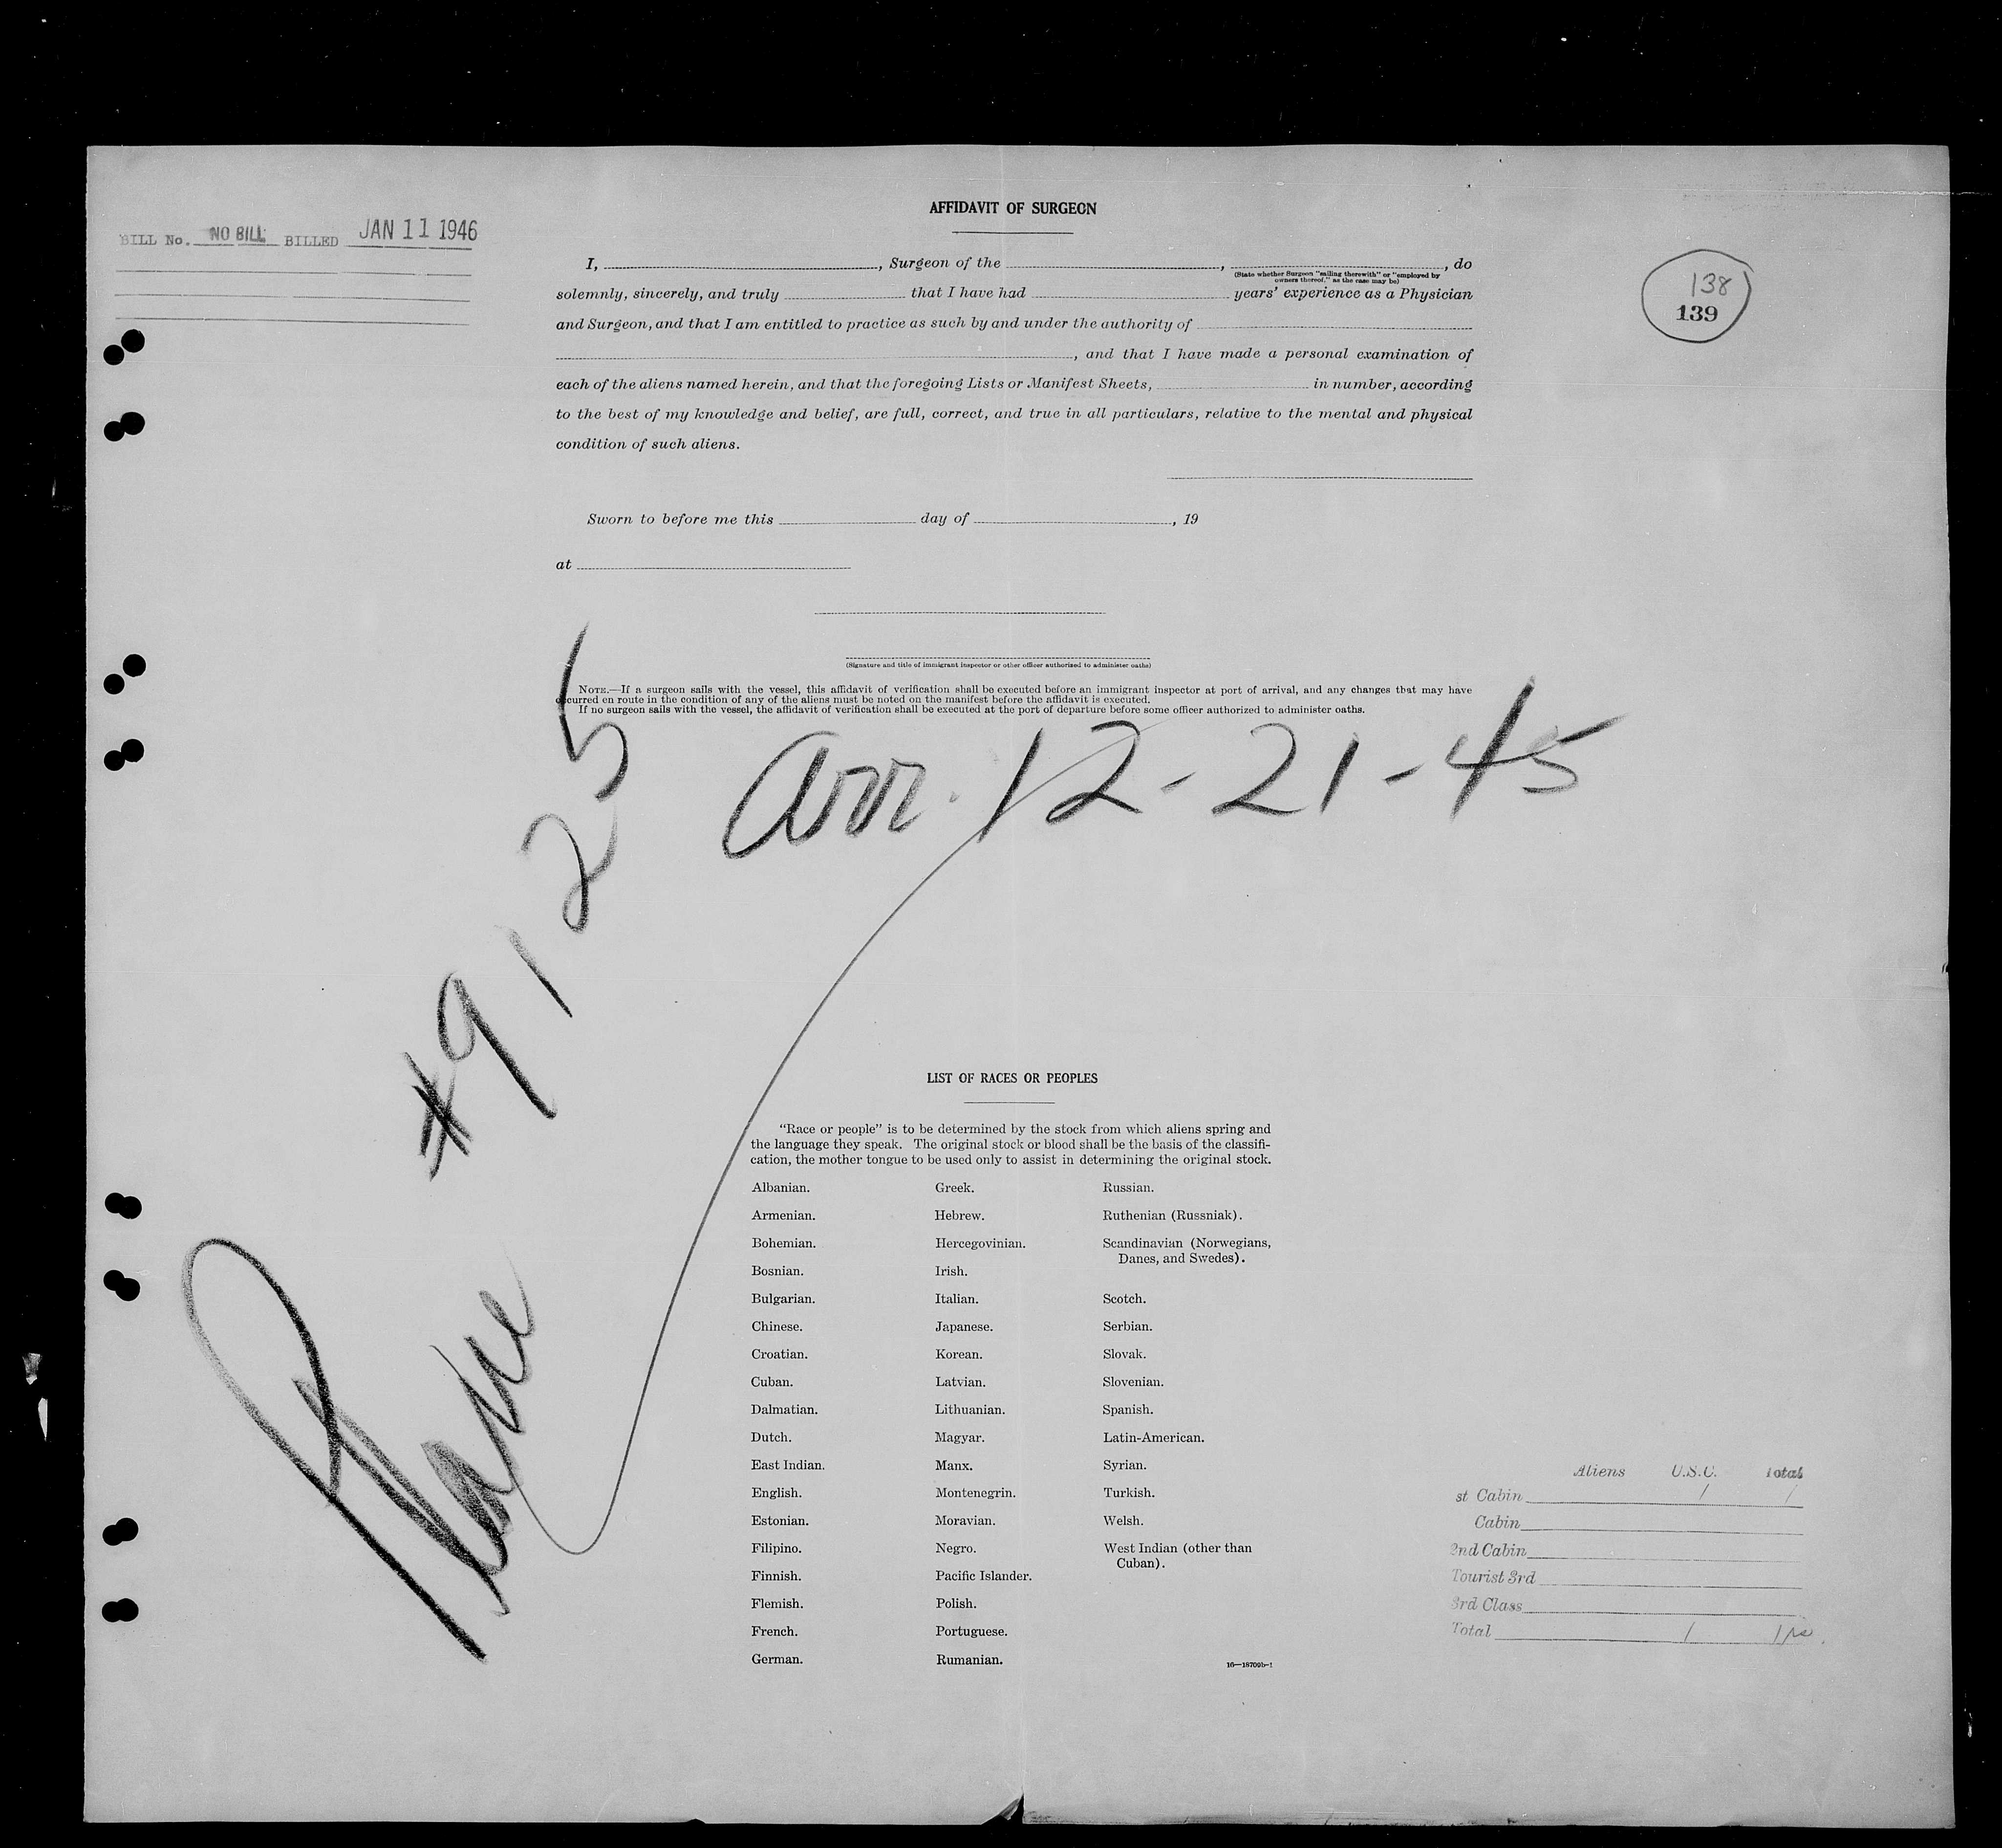 BILL No. NO BILL BILLED JAN 11 1946
AFFIDAVIT OF SURGEON
138
139
I, , Surgeon of the , , do
(State whether Surgeon "sailing therewith" or "employed by
owners thereof," as the case may be)
solemnly, sincerely, and truly that I have had years' experience as a Physician
and Surgeon, and that I am entitled to practice as such by and under the authority of
, and that I have made a personal examination of
each of the aliens named herein, and that the foregoing Lists or Manifest Sheets, in number, according
to the best of my knowledge and belief, are full, correct, and true in all particulars, relative to the mental and physical
condition of such aliens.
Sworn to before me this day of , 19
at
(Signature and title of immigrant inspector or other officer authorized to administer oaths)
NOTE.—If a surgeon sails with the vessel, this affidavit of verification shall be executed before an immigrant inspector at port of arrival, and any changes that may have
occurred en route in the condition of any of the aliens must be noted on the manifest before the affidavit is executed.
If no surgeon sails with the vessel, the affidavit of verification shall be executed at the port of departure before some officer authorized to administer oaths.
Arr. 12-21-45
Plane #9125
LIST OF RACES OR PEOPLES
"Race or people" is to be determined by the stock from which aliens spring and
the language they speak. The original stock or blood shall be the basis of the classifi-
cation, the mother tongue to be used only to assist in determining the original stock.
Albanian.
Armenian.
Bohemian.
Bosnian.
Bulgarian.
Chinese.
Croatian.
Cuban.
Dalmatian.
Dutch.
East Indian.
English.
Estonian.
Filipino.
Finnish.
Flemish.
French.
German.
Greek.
Hebrew.
Hercegovinian.
Irish.
Italian.
Japanese.
Korean.
Latvian.
Lithuanian.
Magyar.
Manx.
Montenegrin.
Moravian.
Negro.
Pacific Islander.
Polish.
Portuguese.
Rumanian.
Russian.
Ruthenian (Russniak).
Scandinavian (Norwegians,
Danes, and Swedes).
Scotch.
Serbian.
Slovak.
Slovenian.
Spanish.
Latin-American.
Syrian.
Turkish.
Welsh.
West Indian (other than
Cuban).
16—18709b-1
Aliens U.S.C. Total
st Cabin 1 1
Cabin
2nd Cabin
Tourist 3rd
3rd Class
Total 1 1